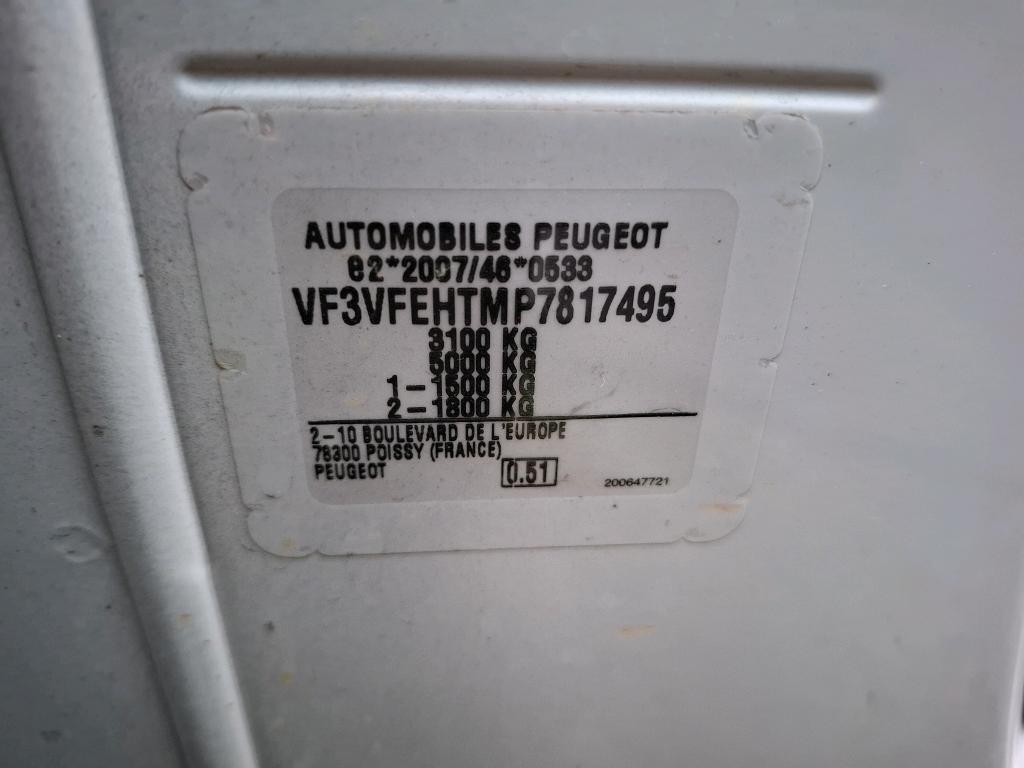 AUTOMOBILES PEUGEOT
e2*2007/46*0533
VF3VFEHTMP7817495
3100 KG
5000 KG
1-1500 KG
2-1800 KG
2-10 BOULEVARD DE L'EUROPE
78300 POISSY (FRANCE)
PEUGEOT
0.51
200647721